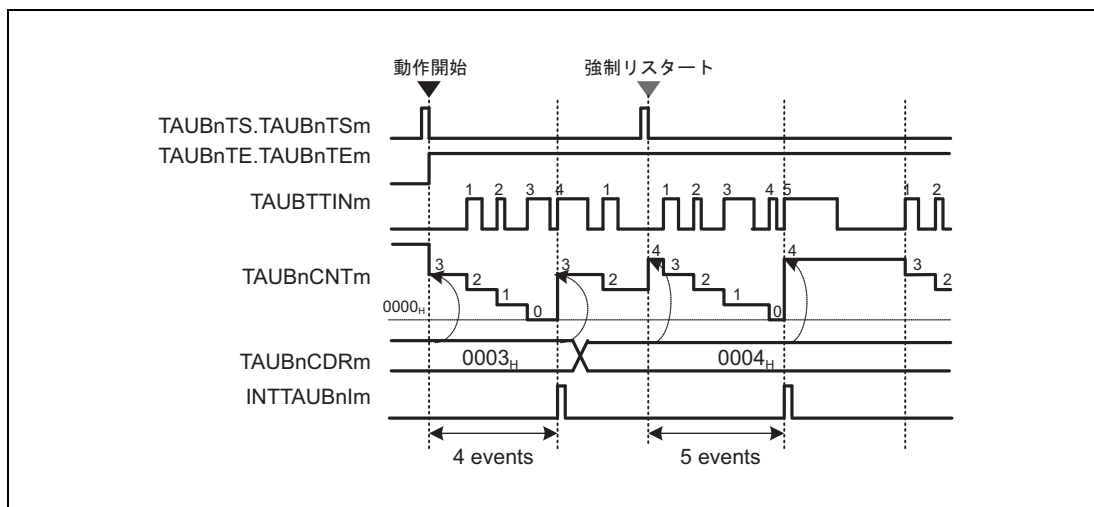 動作開始 強制リスタート
TAUBnTS.TAUBnTSm
TAUBnTE.TAUBnTEm
1 2 3 4 1 1 2 3 4 5 1 2
TAUBTTINm
4 4
3 3 3 3
TAUBnCNTm
2 2 2 2
1 1
0000H 0 0
TAUBnCDRm 0003H 0004H
INTTAUBnIm
4 events 5 events